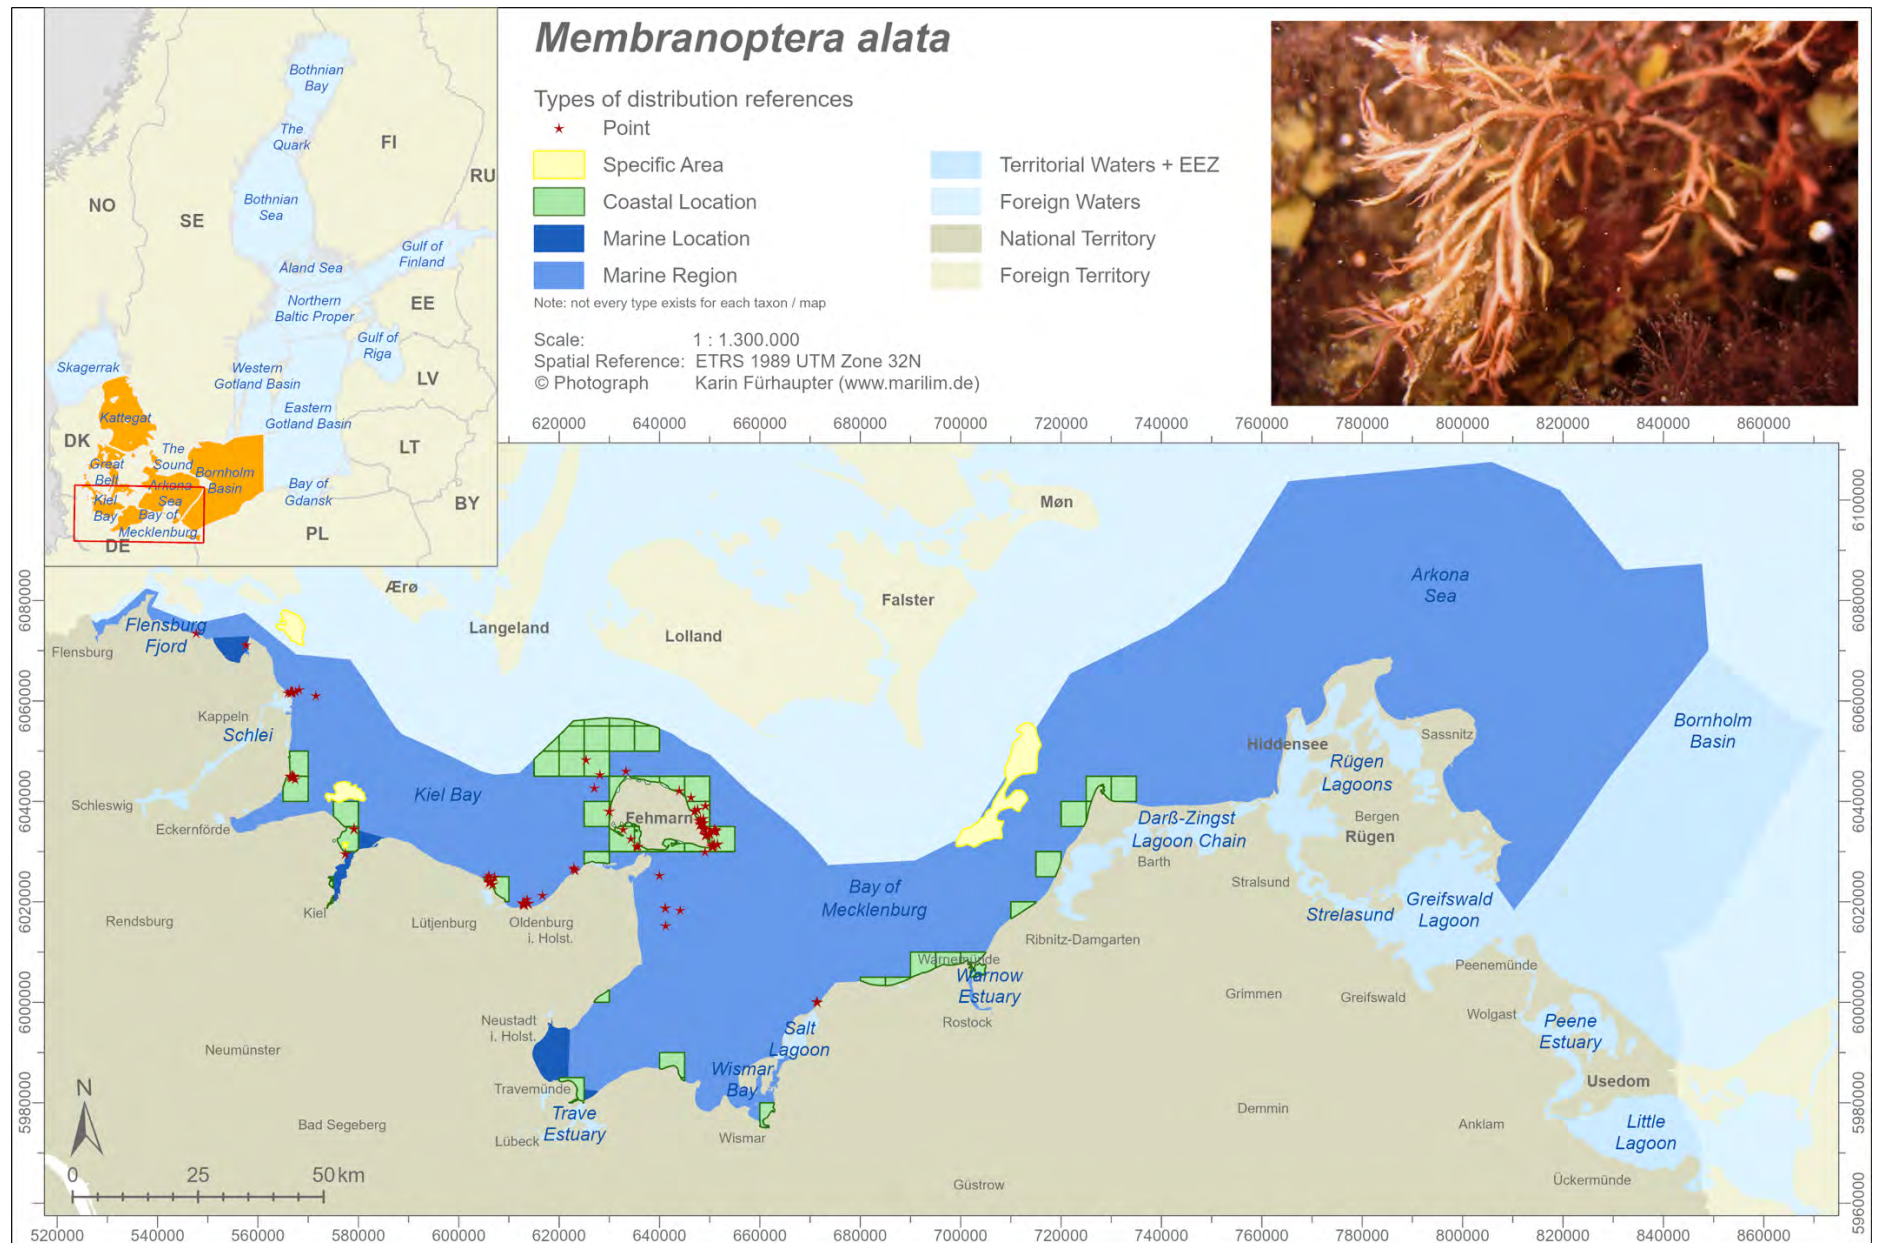 Membranoptera alata
Types of distribution references
Point
Specific Area
Coastal Location
Marine Location
Marine Region
Territorial Waters + EEZ
Foreign Waters
National Territory
Foreign Territory
Note: not every type exists for each taxon / map
Scale: 1 : 1.300.000
Spatial Reference: ETRS 1989 UTM Zone 32N
© Photograph Karin Fürhaupter (www.marilim.de)
Bothnian
Bay
The
Quark
FI
RU
NO
SE
Bothnian
Sea
Gulf of
Finland
Åland Sea
Northern
Baltic Proper
EE
Gulf of
Riga
Skagerrak
Western
Gotland Basin
LV
Kattegat
Eastern
Gotland Basin
DK
The
Sound
LT
Great
Belt
Bornholm
Basin
Arkona
Sea
Kiel
Bay
Bay of
Gdansk
Bay of
Mecklenburg
BY
PL
DE
620000 640000 660000 680000 700000 720000 740000 760000 780000 800000 820000 840000 860000
6100000
6080000
6060000
6040000
6020000
6000000
5980000
5960000
6080000
6060000
6040000
6020000
6000000
5980000
Møn
Ærø
Langeland
Lolland
Falster
Arkona
Sea
Flensburg
Fjord
Flensburg
Kappeln
Schlei
Schleswig
Eckernförde
Kiel Bay
Fehmarn
Hiddensee
Sassnitz
Rügen
Lagoons
Bornholm
Basin
Bergen
Rügen
Darß-Zingst
Lagoon Chain
Barth
Stralsund
Strelasund
Greifswald
Lagoon
Bay of
Mecklenburg
Rendsburg
Kiel
Lütjenburg
Oldenburg
i. Holst.
Ribnitz-Damgarten
Warnemünde
Warnow
Estuary
Rostock
Peenemünde
Grimmen
Greifswald
Wolgast
Peene
Estuary
Neustadt
i. Holst.
Salt
Lagoon
Neumünster
Wismar
Bay
Travemünde
Trave
Estuary
Usedom
Demmin
Anklam
Little
Lagoon
Bad Segeberg
Lübeck
Wismar
Güstrow
Ückermünde
N
0 25 50 km
520000 540000 560000 580000 600000 620000 640000 660000 680000 700000 720000 740000 760000 780000 800000 820000 840000 860000